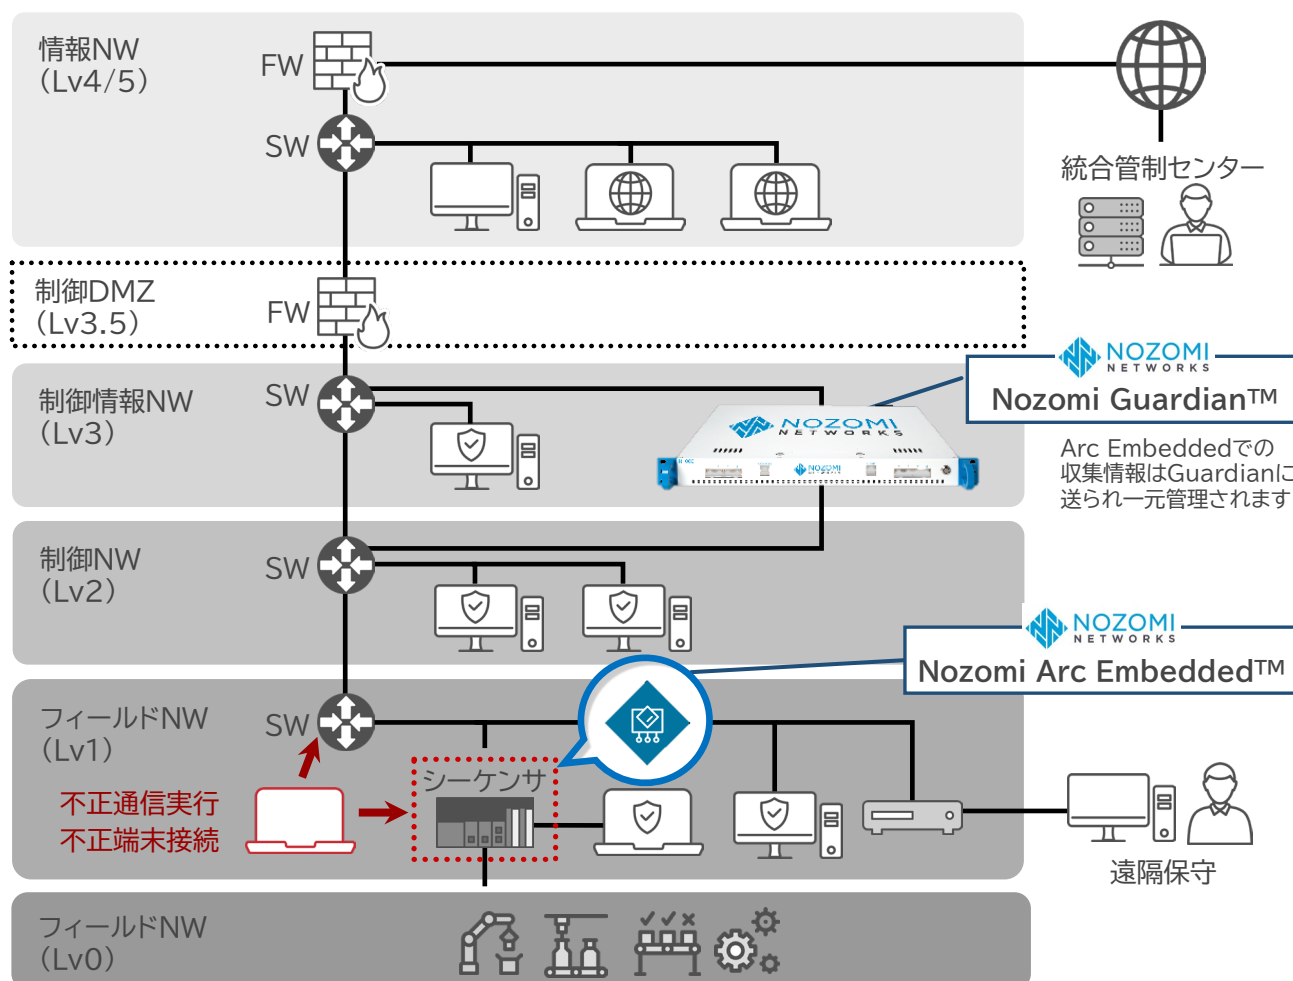 情報NW
(Lv4/5)
FW
SW
統合管制センター
制御DMZ
(Lv3.5)
FW
制御情報NW
(Lv3)
SW
NOZOMI
NETWORKS
NOZOMI
NETWORKS
Nozomi Guardian™
Arc Embeddedでの
収集情報はGuardianに
送られ一元管理されます
NOZOMI
制御NW
(Lv2)
SW
NOZOMI
NETWORKS
Nozomi Arc Embedded™
フィールドNW
(Lv1)
SW
シーケンサ
不正通信実行
不正端末接続
遠隔保守
フィールドNW
(Lv0)